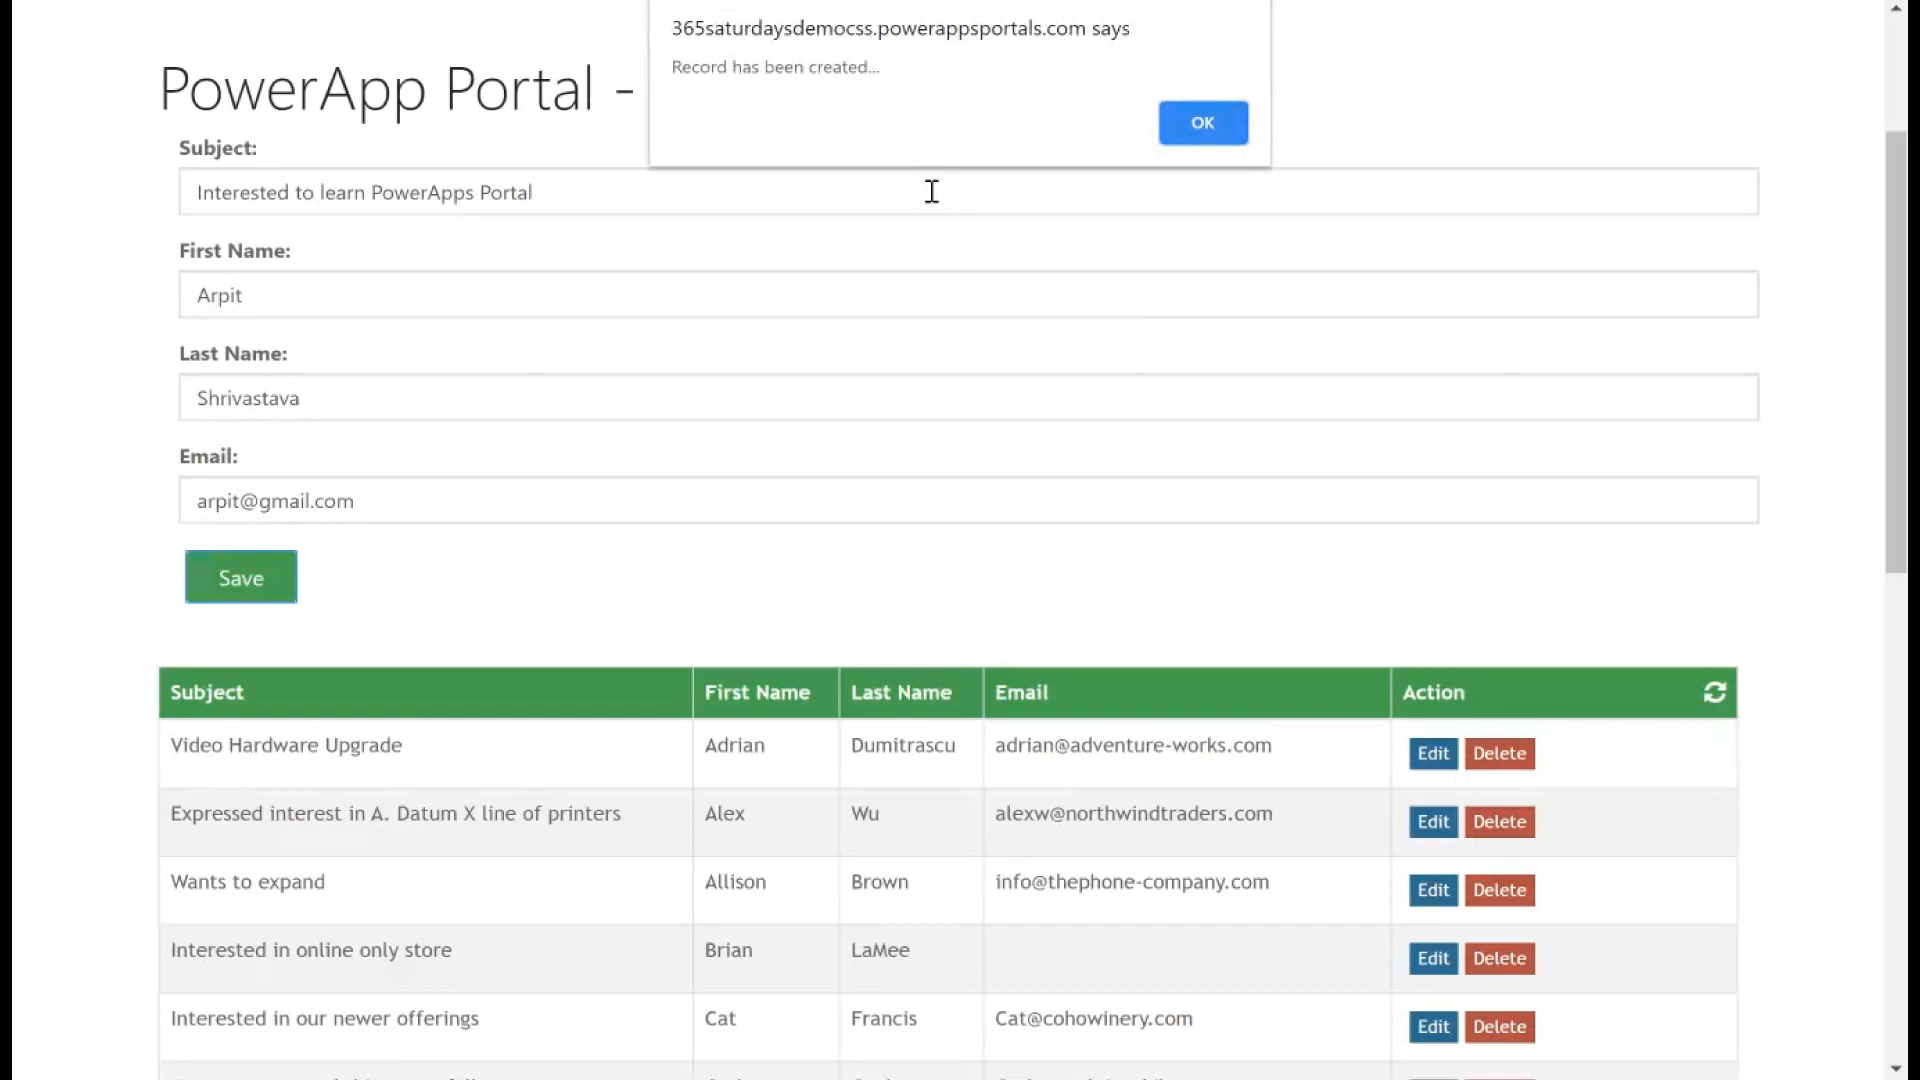 365saturdaysdemocss.powerappsportals.com says
Record has been created...
OK
PowerApp Portal -
Subject:
Interested to learn PowerApps Portal
First Name:
Arpit
Last Name:
Shrivastava
Email:
arpit@gmail.com
Save
Subject First Name Last Name Email Action
Video Hardware Upgrade Adrian Dumitrascu adrian@adventure-works.com Edit Delete
Expressed interest in A. Datum X line of printers Alex Wu alexw@northwindtraders.com Edit Delete
Wants to expand Allison Brown info@thephone-company.com Edit Delete
Interested in online only store Brian LaMee Edit Delete
Interested in our newer offerings Cat Francis Cat@cohowinery.com Edit Delete